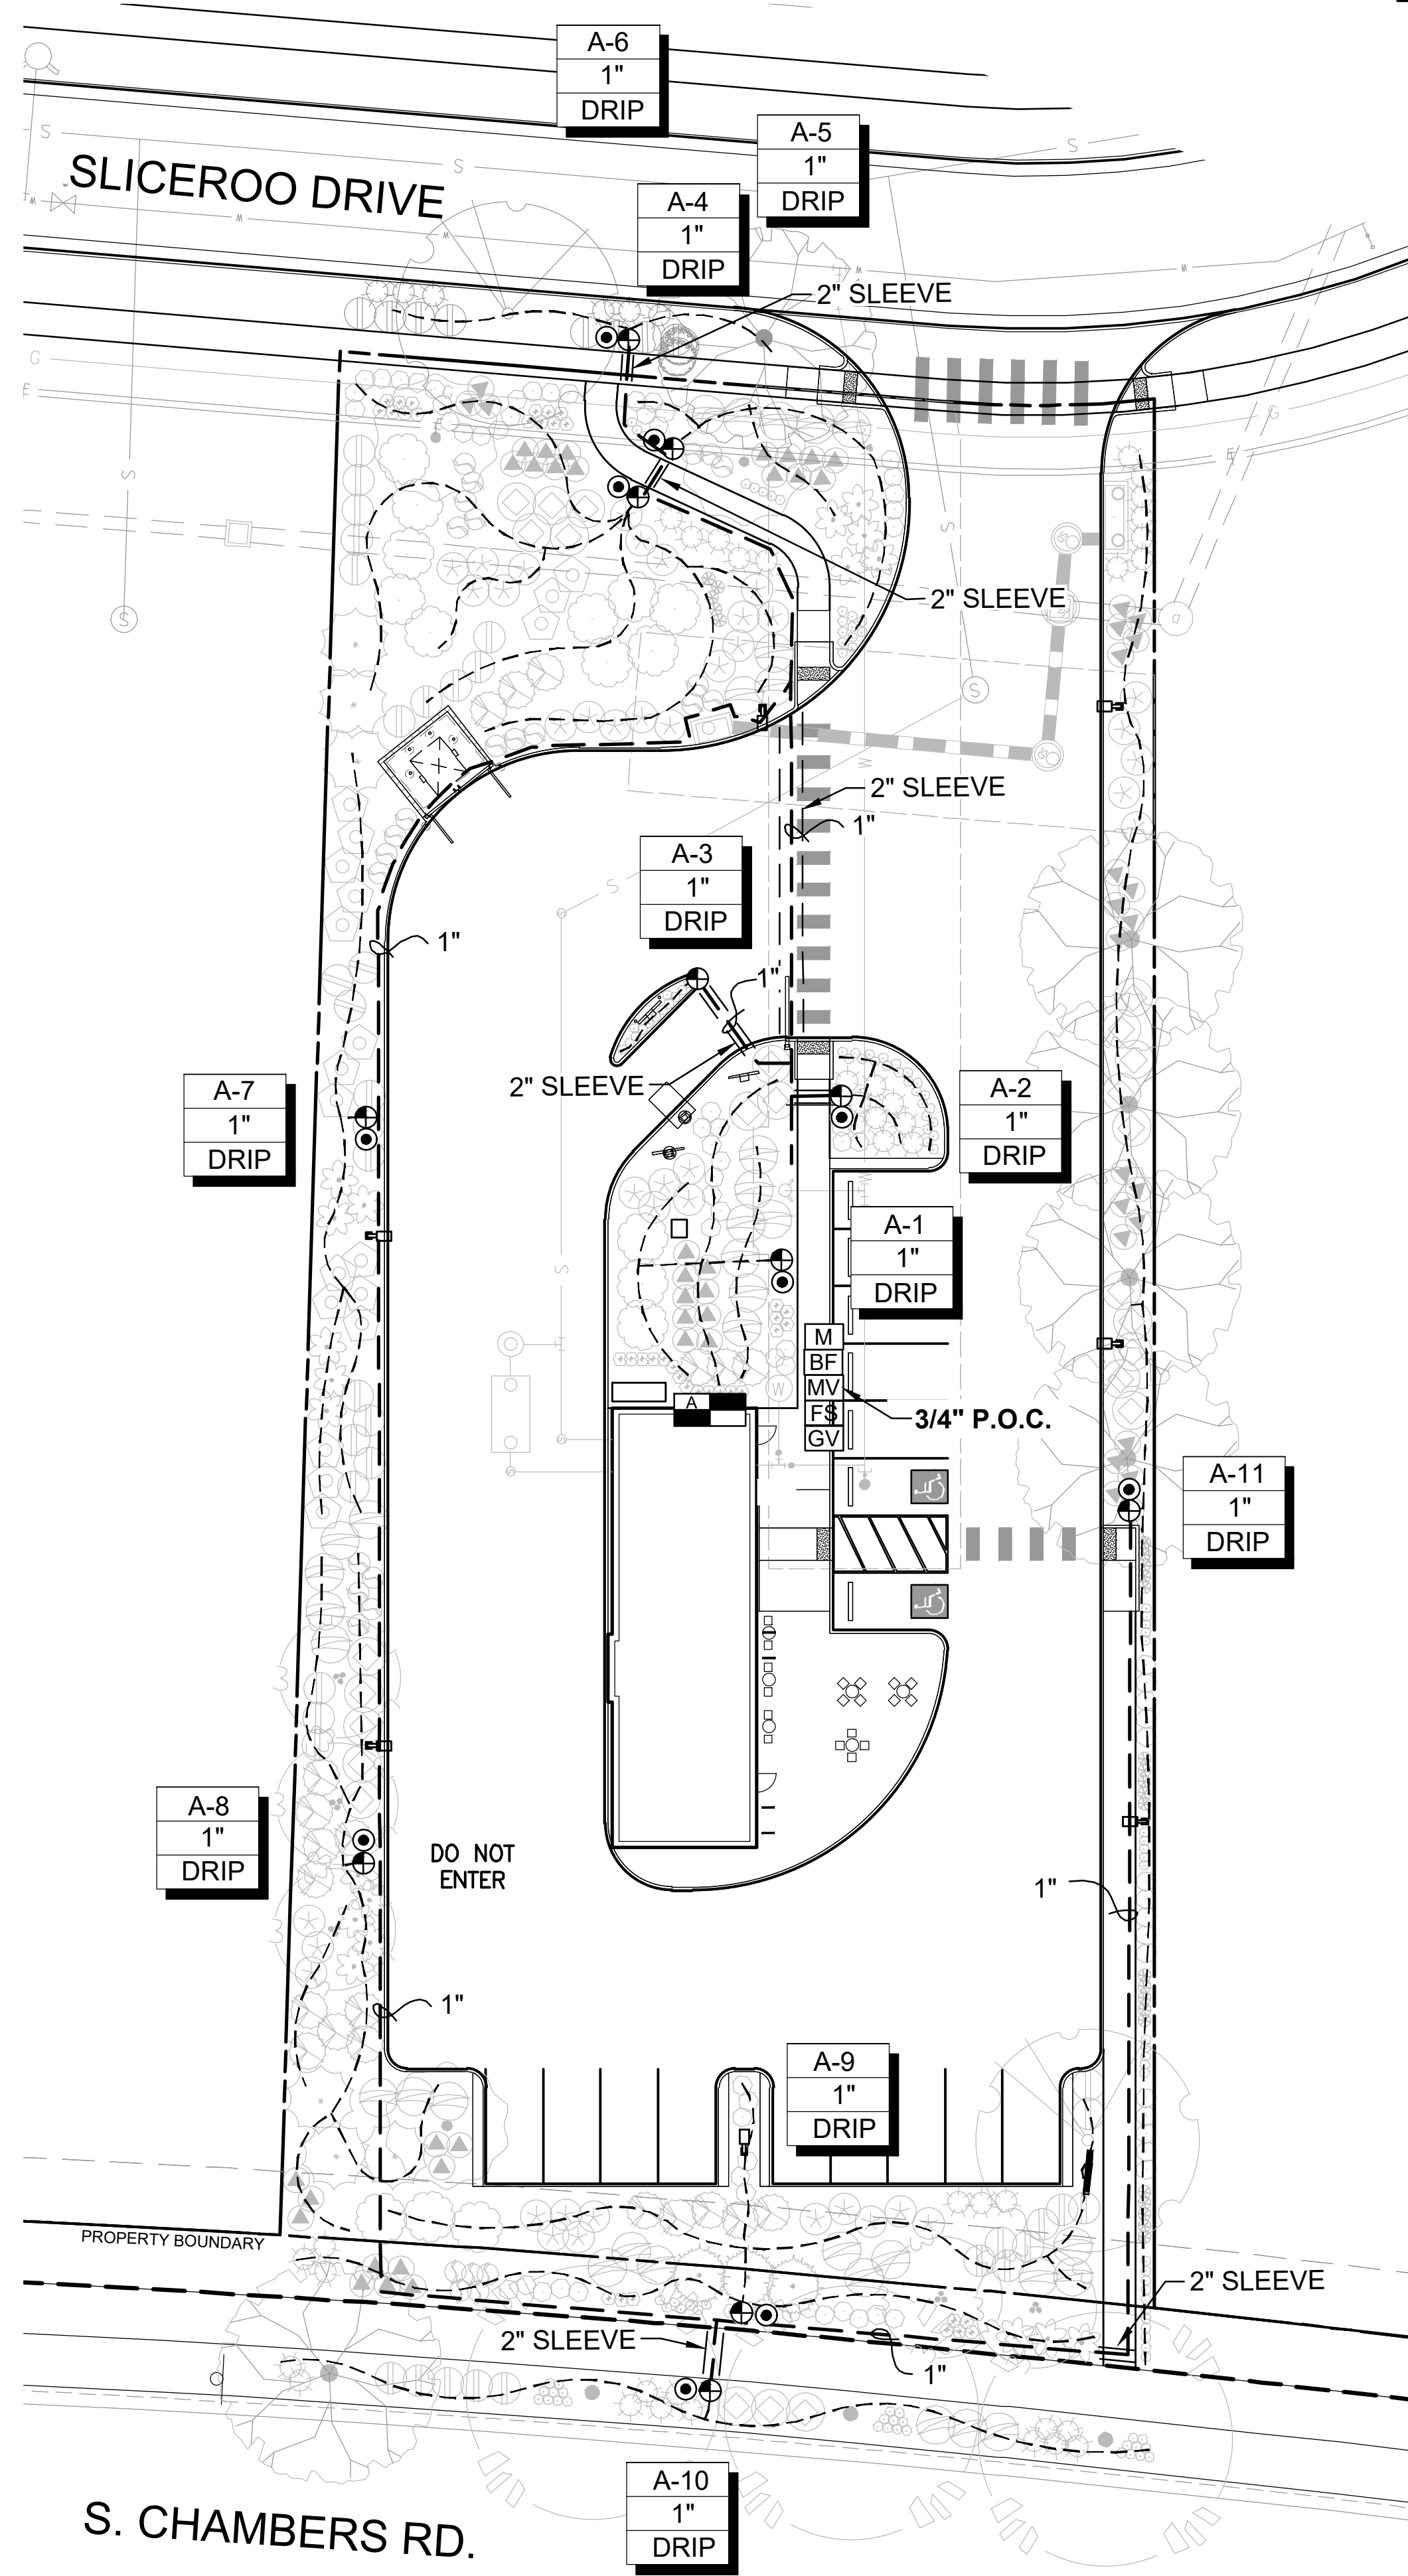 A-6
1"
DRIP
A-5
1"
DRIP
S
S
S
SLICEROO DRIVE
A-4
1"
DRIP
W
W
W
W
W
2" SLEEVE
G
G
E
E
S
S
S
2" SLEEVE
S
W
2" SLEEVE
1"
A-3
1"
DRIP
S
1"
1"
2" SLEEVE
A-7
1"
DRIP
A-2
1"
DRIP
W
A-1
1"
DRIP
S
M
BF
MV
FS
GV
W
A
3/4" P.O.C.
A-11
1"
DRIP
A-8
1"
DRIP
DO NOT
ENTER
1"
1"
A-9
1"
DRIP
PROPERTY BOUNDARY
2" SLEEVE
2" SLEEVE
1"
A-10
1"
DRIP
S. CHAMBERS RD.